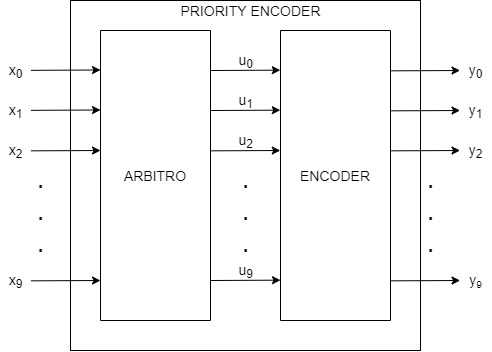 PRIORITY ENCODER
x0 u0 y0
x1 u1 y1
x2 u2 y2
ARBITRO ENCODER
x9 u9 y9